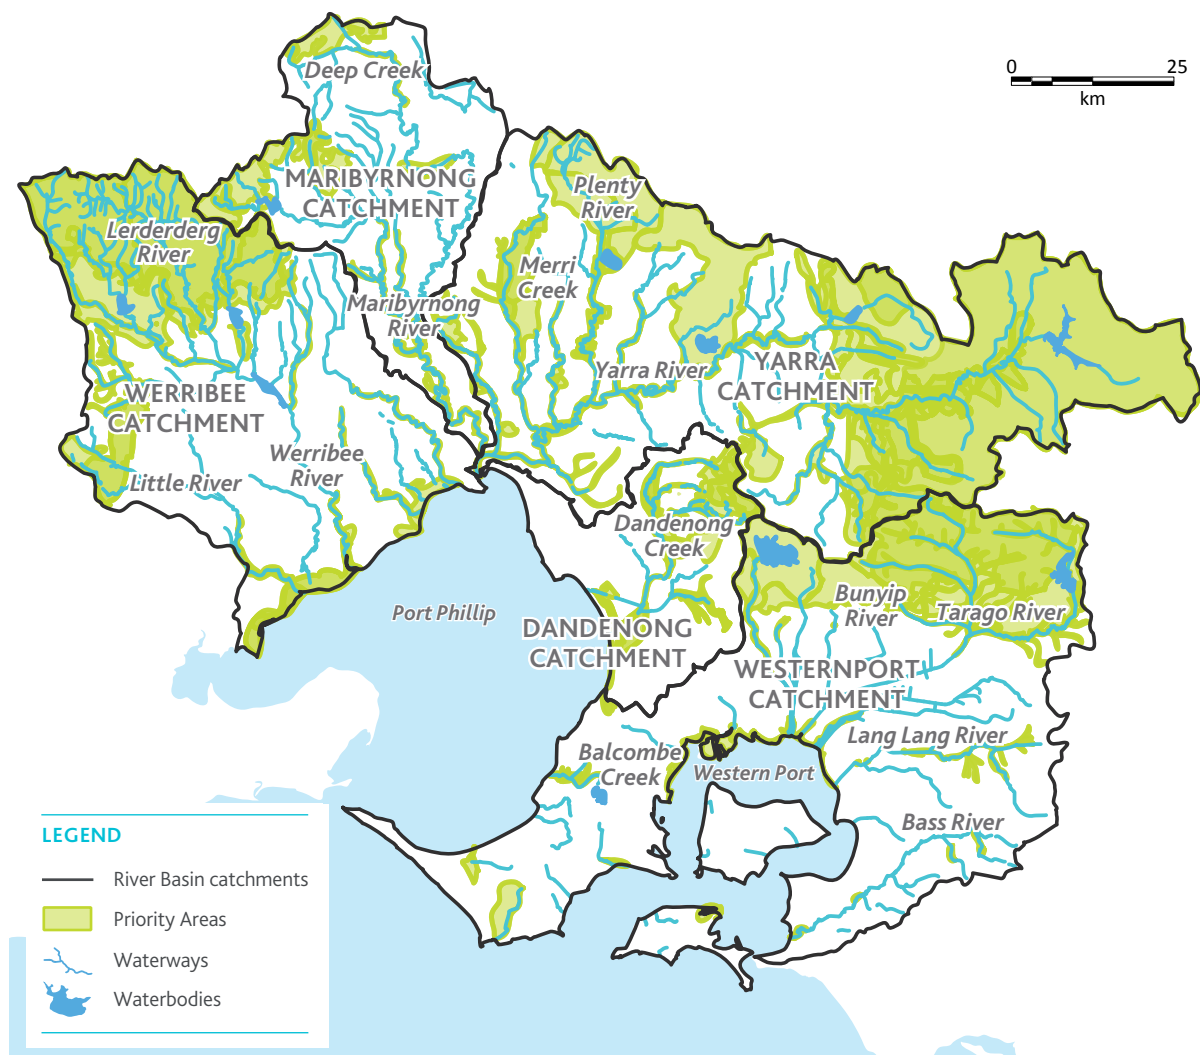 0 25
km
Deep Creek
MARIBYRNONG
CATCHMENT
Plenty
River
Lerderderg
River
Merri
Creek
Maribyrnong
River
Yarra River
YARRA
CATCHMENT
WERRIBEE
CATCHMENT
Werribee
River
Little River
Dandenong
Creek
Port Phillip
Bunyip
River
Tarago River
DANDENONG
CATCHMENT
WESTERNPORT
CATCHMENT
Lang Lang River
Balcombe
Creek
Western Port
Bass River
LEGEND
River Basin catchments
Priority Areas
Waterways
Waterbodies